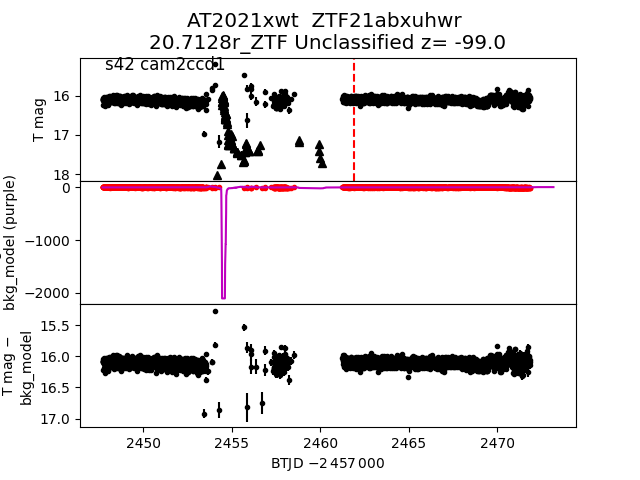 AT2021xwt ZTF21abxuhwr
20.7128r_ZTF Unclassified z= -99.0
s42 cam2ccd1
T mag
16
17
18
bkg_model (purple)
0
−1000
−2000
T mag −
bkg_model
15.5
16.0
16.5
17.0
2450 2455 2460 2465 2470
BTJD −2 457 000